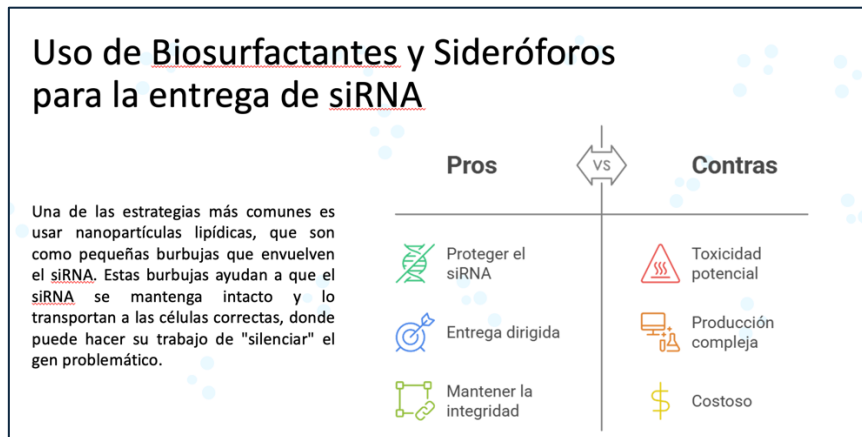 Uso de Biosurfactantes y Sideróforos
para la entrega de siRNA
Una de las estrategias más comunes es
usar nanopartículas lipídicas, que son
como pequeñas burbujas que envuelven
el siRNA. Estas burbujas ayudan a que el
siRNA se mantenga intacto y lo
transportan a las células correctas, donde
puede hacer su trabajo de "silenciar" el
gen problemático.
Pros
VS
Contras
Proteger el
siRNA
Toxicidad
potencial
Entrega dirigida
Producción
compleja
Mantener la
integridad
Costoso